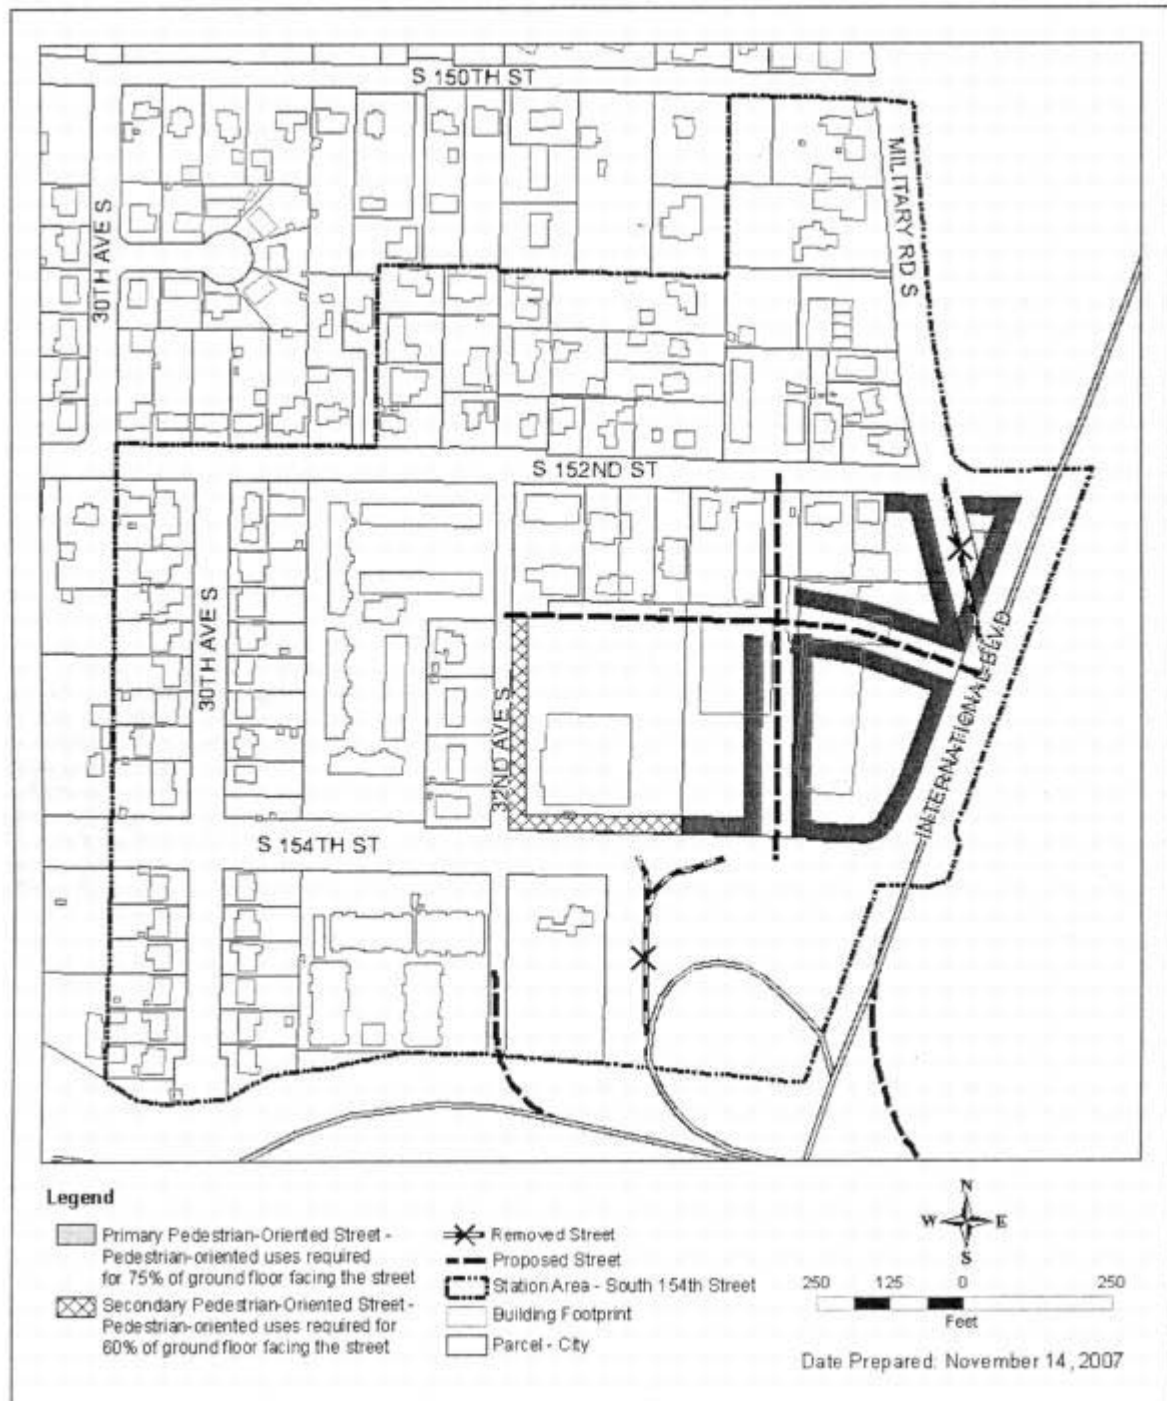 S 150TH ST
MILITARY RD S
30TH AVE S
S 152ND ST
30TH AVE S
32ND AVE S
INTERNATIONAL BLVD
S 154TH ST
Legend
Primary Pedestrian-Oriented Street -
Pedestrian-oriented uses required
for 75% of ground floor facing the street
Secondary Pedestrian-Oriented Street -
Pedestrian-oriented uses required for
60% of ground floor facing the street
Removed Street
Proposed Street
Station Area - South 154th Street
Building Footprint
Parcel - City
N
W E
S
250 125 0 250
Feet
Date Prepared: November 14, 2007